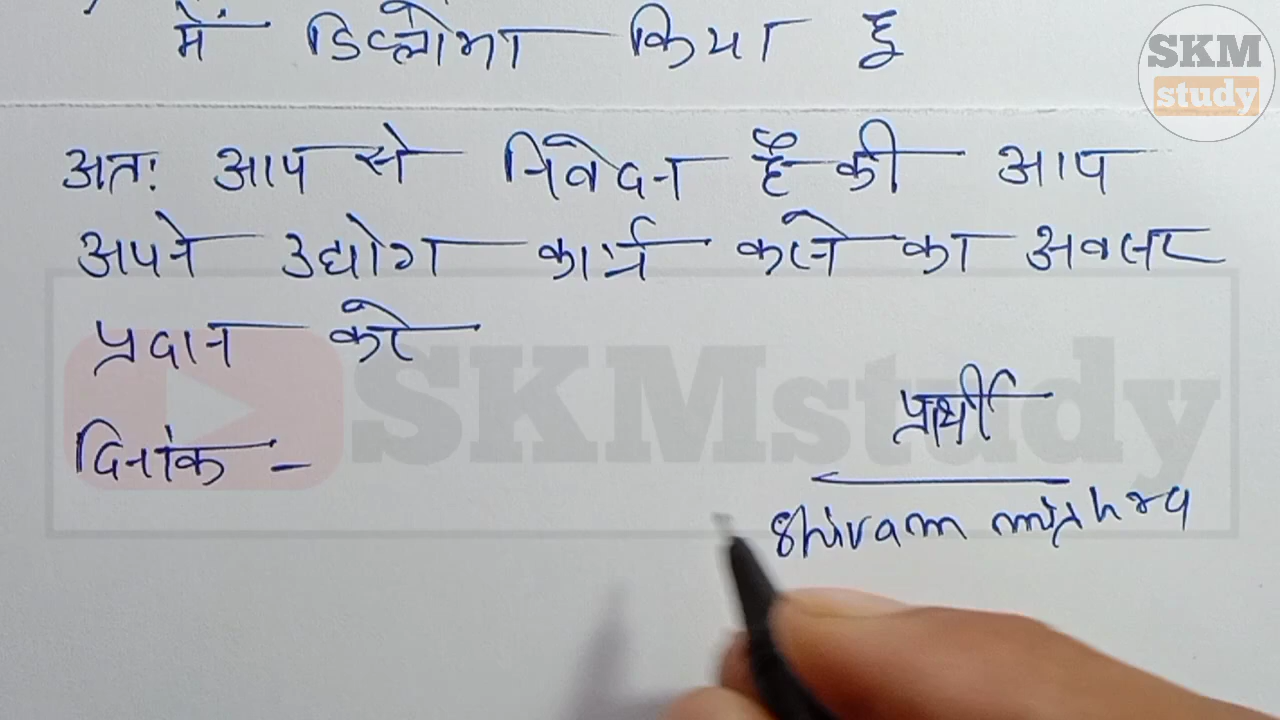 में डिप्लोमा किया हू
SKM
study
अतः आप से निवेदन है की आप
अपने उद्योग कार्य करने का अवसर
प्रदान करे
SKMstudy
प्रार्थी
दिनांक -
Shivam mishra